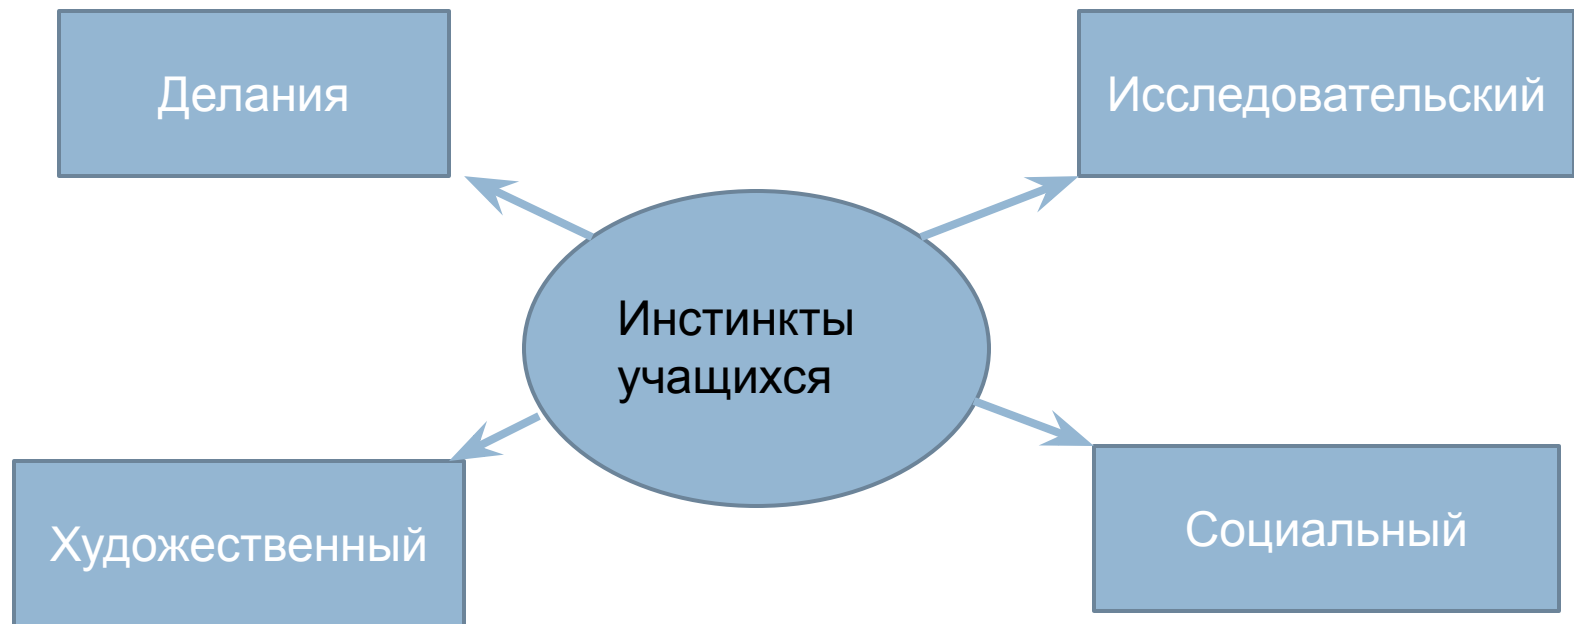 Делания
Исследовательский
Инстинкты
учащихся
Художественный
Социальный